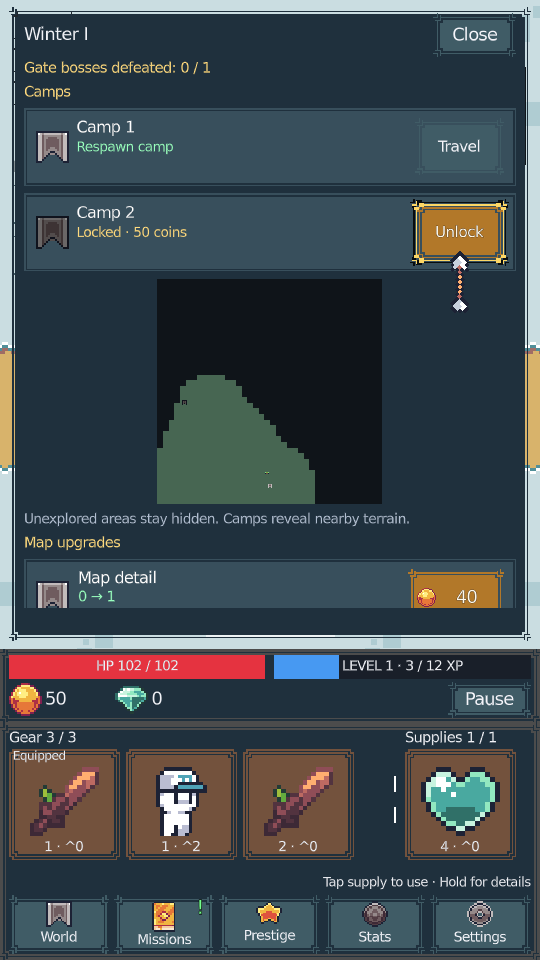 Winter I
Close
Gate bosses defeated: 0 / 1
Camps
Camp 1
Respawn camp
Travel
Camp 2
Locked · 50 coins
Unlock
Unexplored areas stay hidden. Camps reveal nearby terrain.
Map upgrades
Map detail
0 → 1
40
HP 102 / 102
LEVEL 1 · 3 / 12 XP
50
0
Pause
Gear 3 / 3
Supplies 1 / 1
Equipped
1 · ^0
1 · ^2
2 · ^0
4 · ^0
Tap supply to use · Hold for details
World
Missions
!
Prestige
Stats
Settings